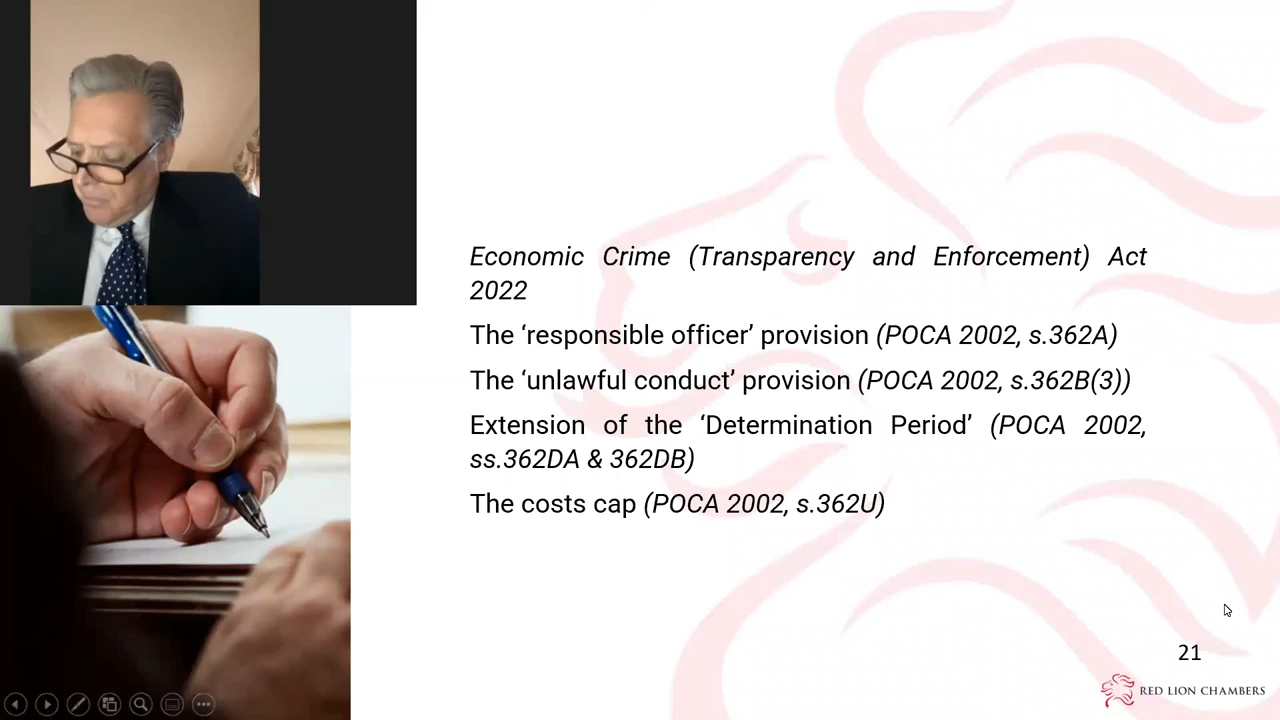 Economic Crime (Transparency and Enforcement) Act
2022
The ‘responsible officer’ provision (POCA 2002, s.362A)
The ‘unlawful conduct’ provision (POCA 2002, s.362B(3))
Extension of the ‘Determination Period’ (POCA 2002,
ss.362DA & 362DB)
The costs cap (POCA 2002, s.362U)
21
RED LION CHAMBERS